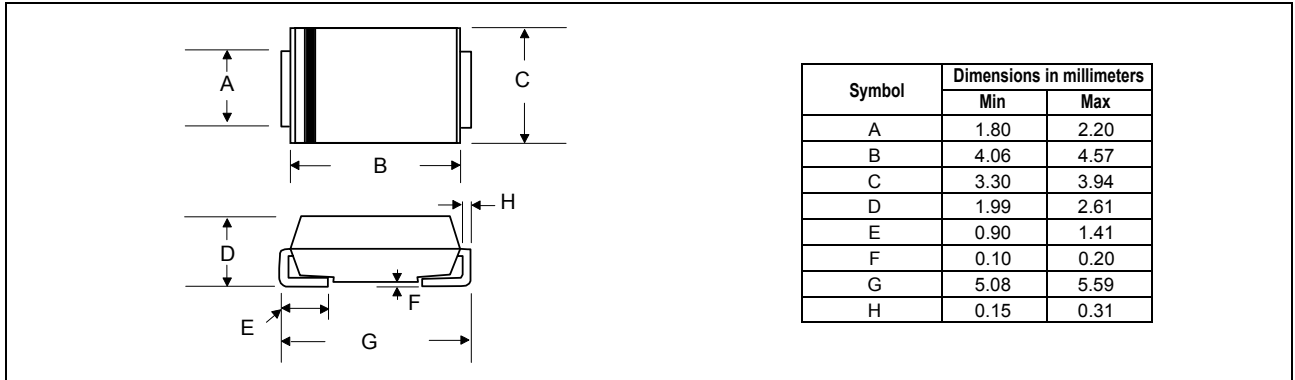 A
C
B
H
D
F
E
G
Symbol Dimensions in millimeters
Min Max
A 1.80 2.20
B 4.06 4.57
C 3.30 3.94
D 1.99 2.61
E 0.90 1.41
F 0.10 0.20
G 5.08 5.59
H 0.15 0.31